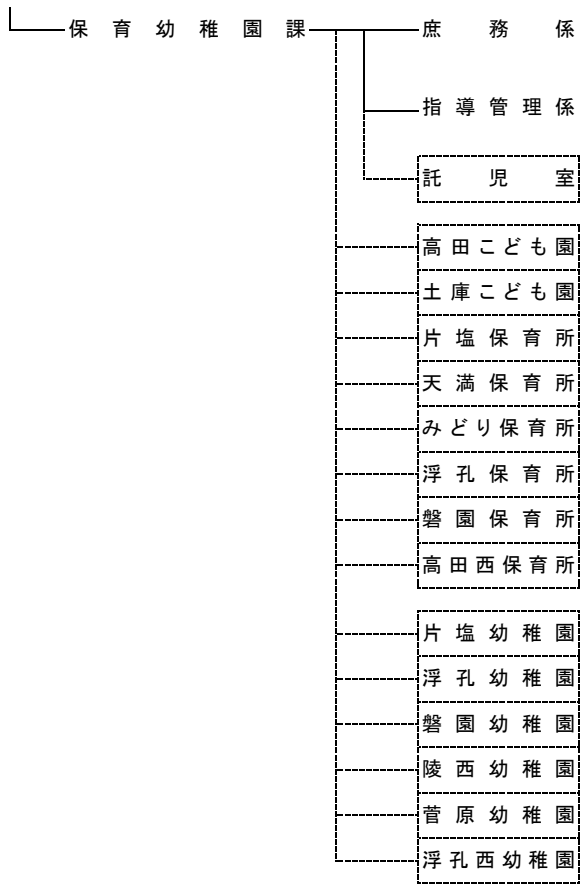 保育幼稚園課 庶務係
指導管理係
託児室
高田こども園
土庫こども園
片塩保育所
天満保育所
みどり保育所
浮孔保育所
磐園保育所
高田西保育所
片塩幼稚園
浮孔幼稚園
磐園幼稚園
陵西幼稚園
菅原幼稚園
浮孔西幼稚園